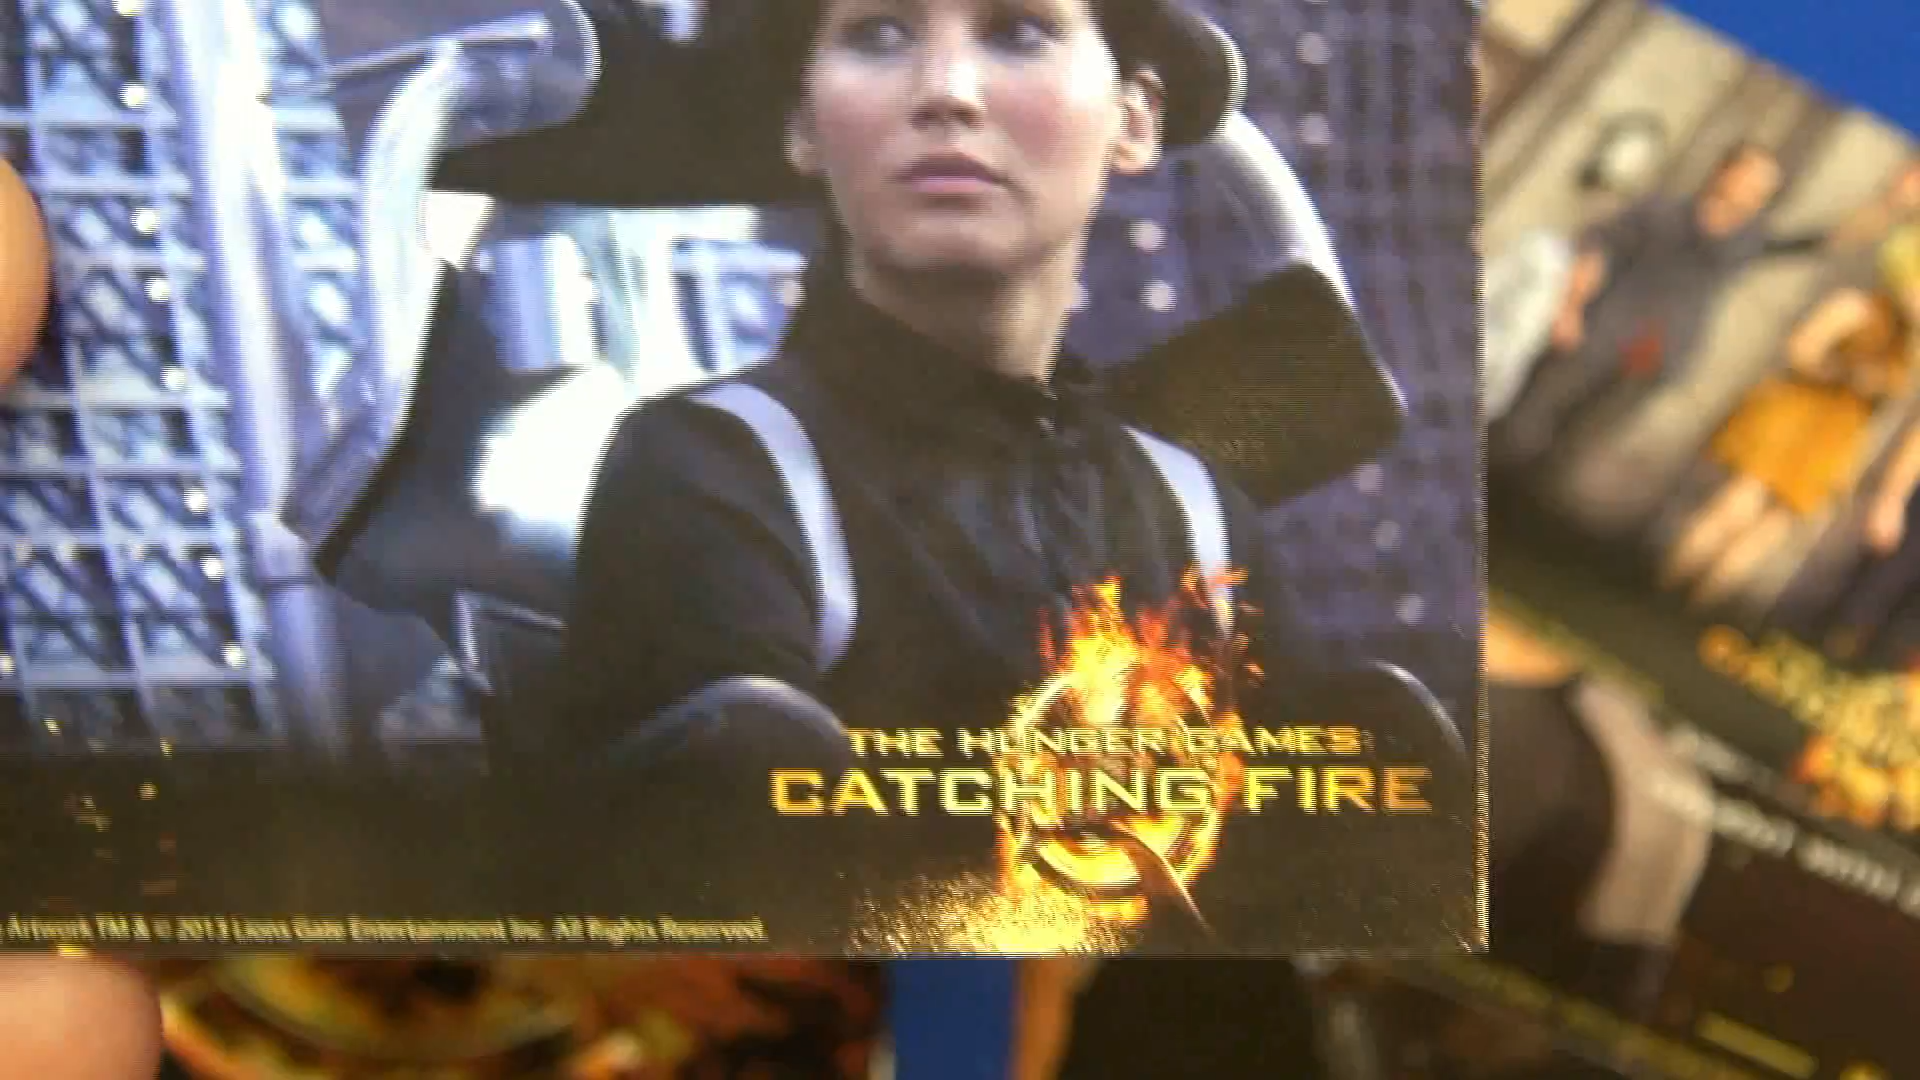 THE HUNGER GAMES:
CATCHING FIRE
Artwork TM & © 2013 Lions Gate Entertainment Inc. All Rights Reserved.